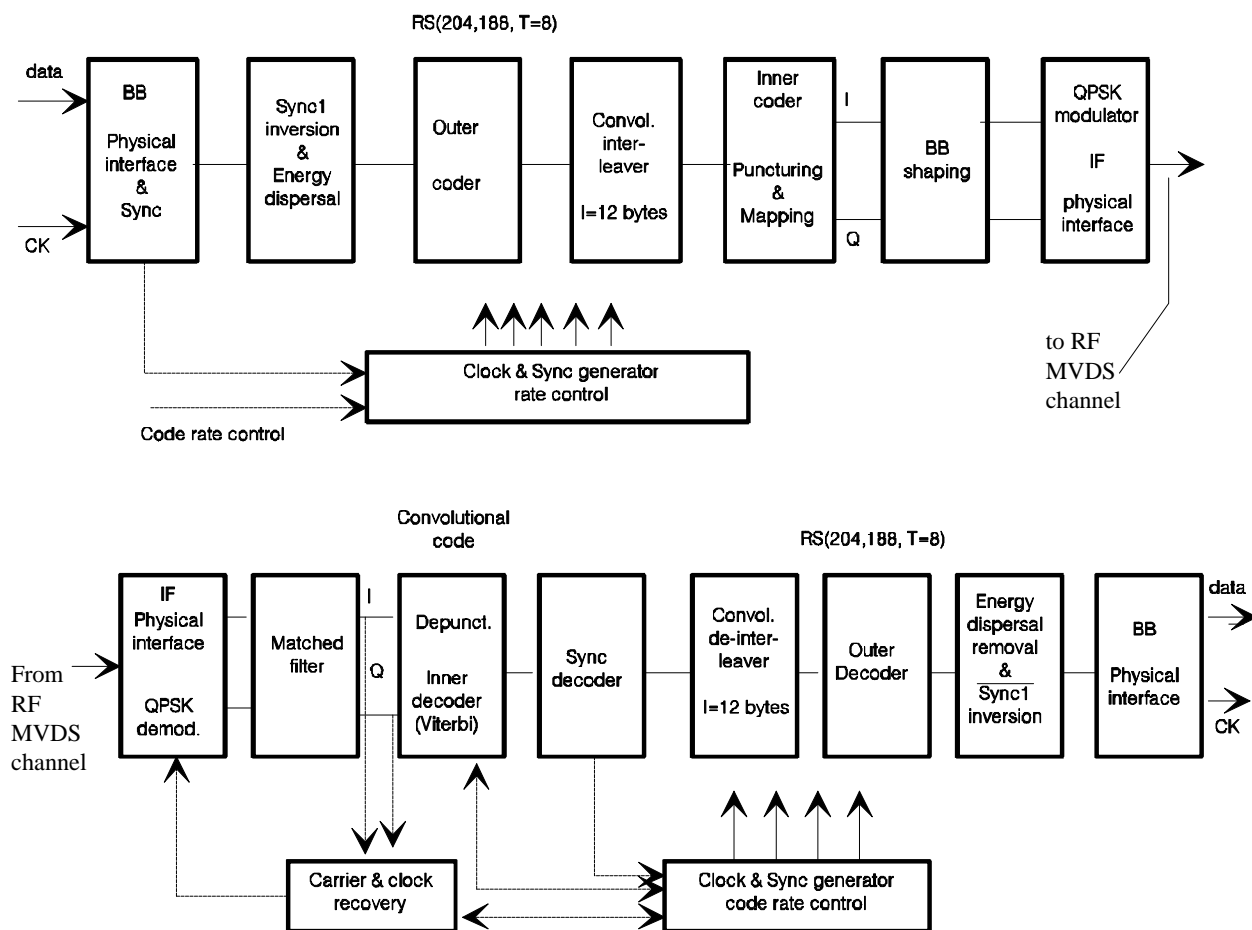 RS(204,188, T=8)
data
CK
BB
Physical
interface
&
Sync
Sync1
inversion
&
Energy
dispersal
Outer
coder
Convol.
inter-
leaver
I=12 bytes
Inner
coder
Puncturing
&
Mapping
I
Q
BB
shaping
QPSK
modulator
IF
physical
interface
to RF
MVDS
channel
Clock & Sync generator
rate control
Code rate control
Convolutional
code
RS(204,188, T=8)
From
RF
MVDS
channel
IF
Physical
interface
QPSK
demod.
Matched
filter
I
Q
Depunct.
Inner
decoder
(Viterbi)
Sync
decoder
Convol.
de-inter-
leaver
I=12 bytes
Outer
Decoder
Energy
dispersal
removal
&
Sync1
inversion
BB
Physical
interface
data
CK
Carrier & clock
recovery
Clock & Sync generator
code rate control